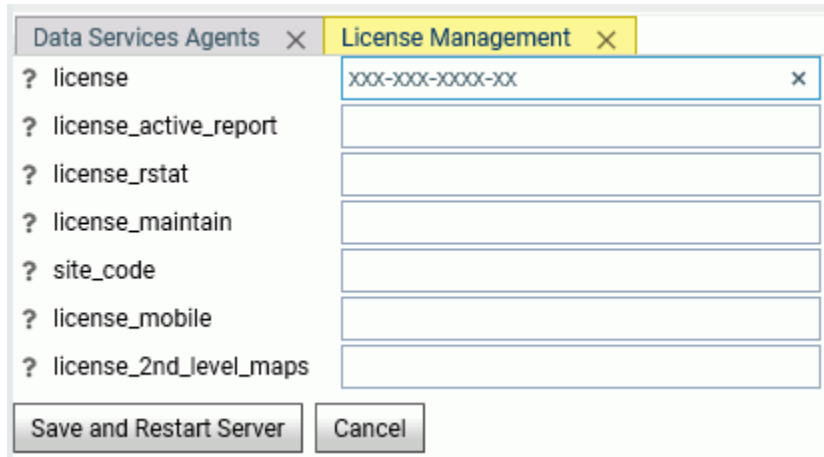 Data Services Agents × License Management ×
? license xxx-xxx-xxxx-xx ×
? license_active_report
? license_rstat
? license_maintain
? site_code
? license_mobile
? license_2nd_level_maps
Save and Restart Server Cancel